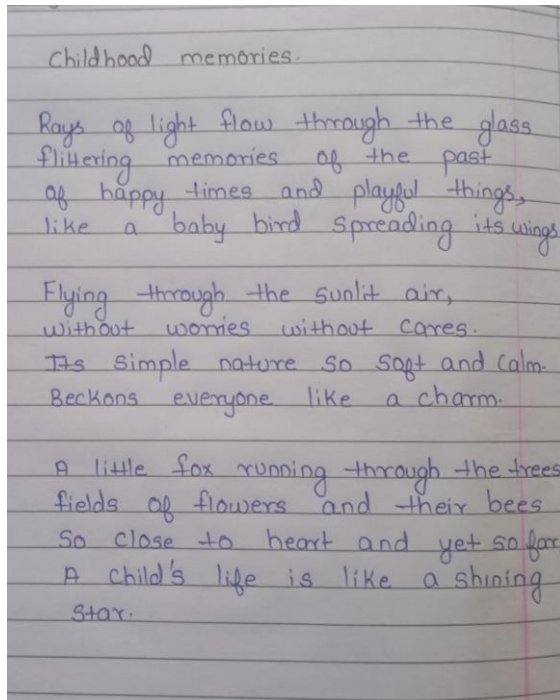 Childhood memories.
Rays of light flow through the glass
flittering memories of the past
of happy times and playful things,
like a baby bird spreading its wings
Flying through the sunlit air,
without worries without cares.
Its simple nature so soft and calm.
Beckons everyone like a charm.
A little fox running through the trees
fields of flowers and their bees
So close to heart and yet so far
A child's life is like a shining
star.